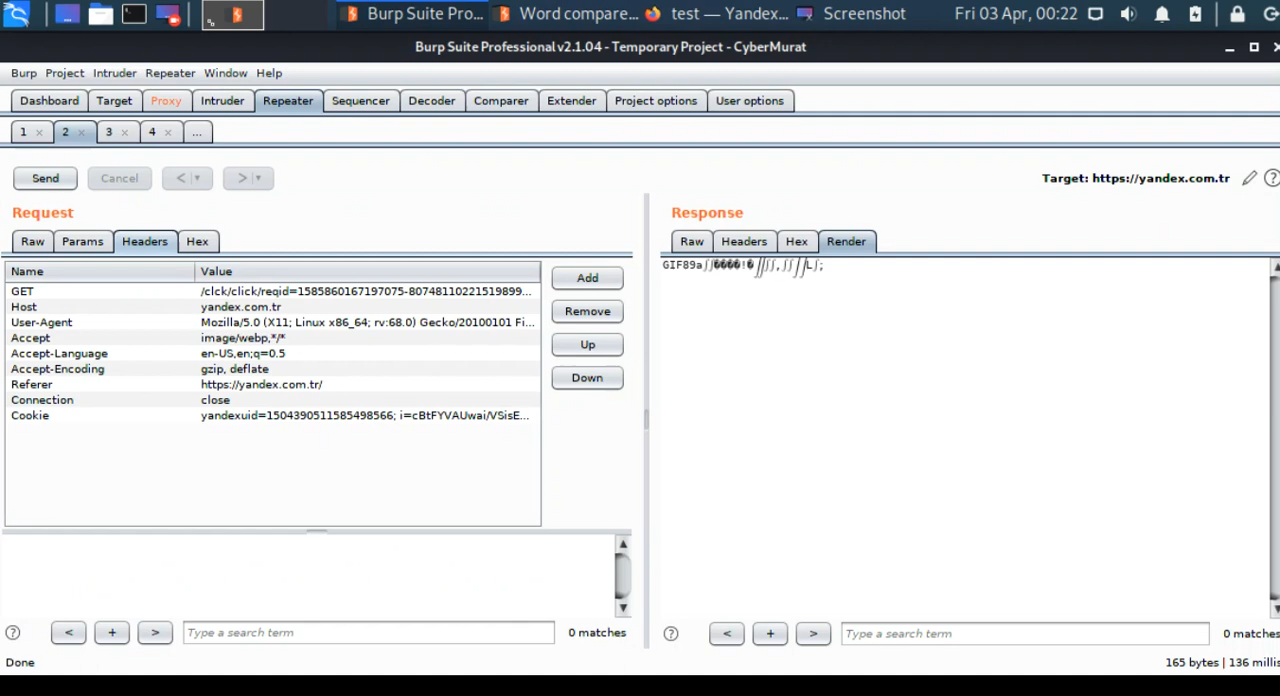 Burp Suite Pro... Word compare... test — Yandex... Screenshot Fri 03 Apr, 00:22
Burp Suite Professional v2.1.04 - Temporary Project - CyberMurat
Burp Project Intruder Repeater Window Help
Dashboard Target Proxy Intruder Repeater Sequencer Decoder Comparer Extender Project options User options
1 × 2 × 3 × 4 × ...
Send Cancel < > Target: https://yandex.com.tr ?
Request
Raw Params Headers Hex
Name Value
GET /clck/click/reqid=1585860167197075-80748110221519899...
Host yandex.com.tr
User-Agent Mozilla/5.0 (X11; Linux x86_64; rv:68.0) Gecko/20100101 Fi...
Accept image/webp,*/*
Accept-Language en-US,en;q=0.5
Accept-Encoding gzip, deflate
Referer https://yandex.com.tr/
Connection close
Cookie yandexuid=1504390511585498566; i=cBtFYVAUwai/VSisE...
Add
Remove
Up
Down
? < + > Type a search term 0 matches
Response
Raw Headers Hex Render
GIF89a
? < + > Type a search term 0 matches
Done 165 bytes | 136 millis